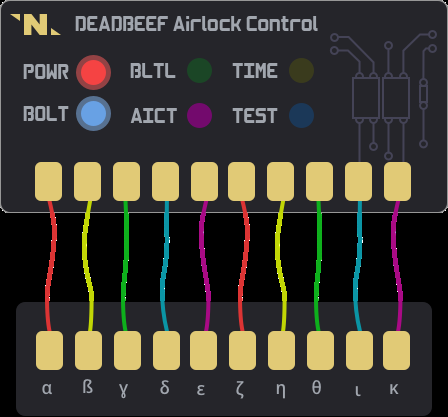 N. DEADBEEF Airlock Control
POWR BLTL TIME
BOLT AICT TEST
α ß γ δ ε ζ η θ ι κ